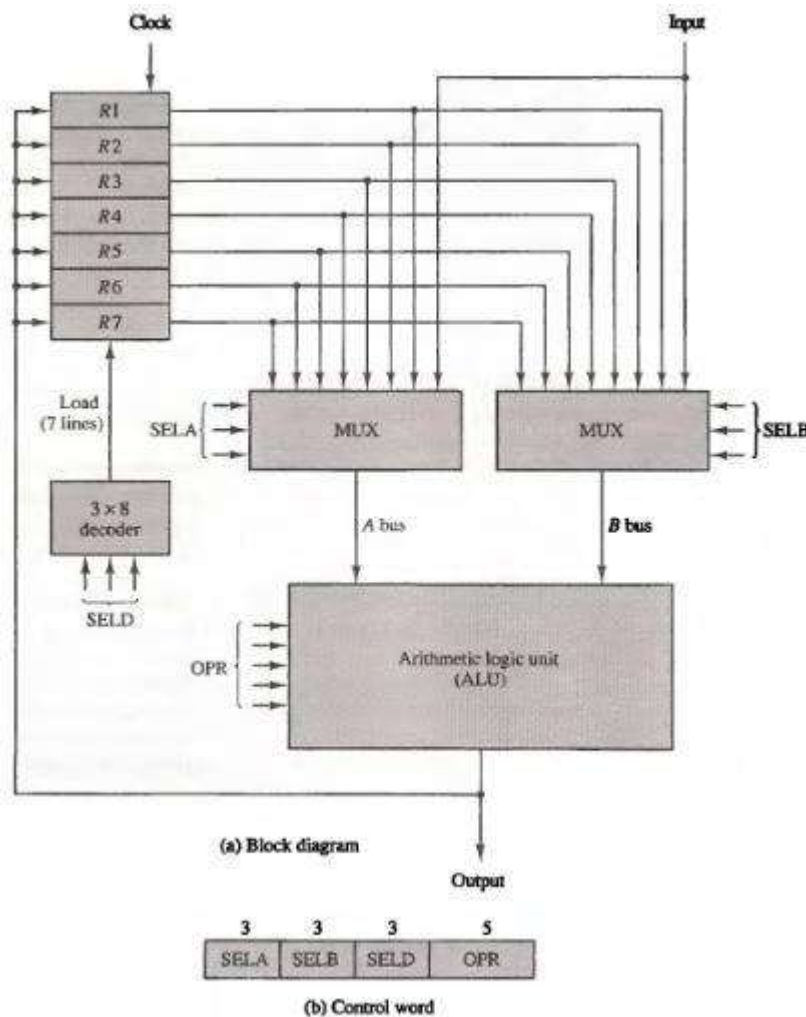 Clock
Input
R1
R2
R3
R4
R5
R6
R7
Load
(7 lines)
SELA
MUX
MUX
SELB
3 × 8
decoder
A bus
B bus
SELD
OPR
Arithmetic logic unit
(ALU)
(a) Block diagram
Output
3 3 3 5
SELA SELB SELD OPR
(b) Control word